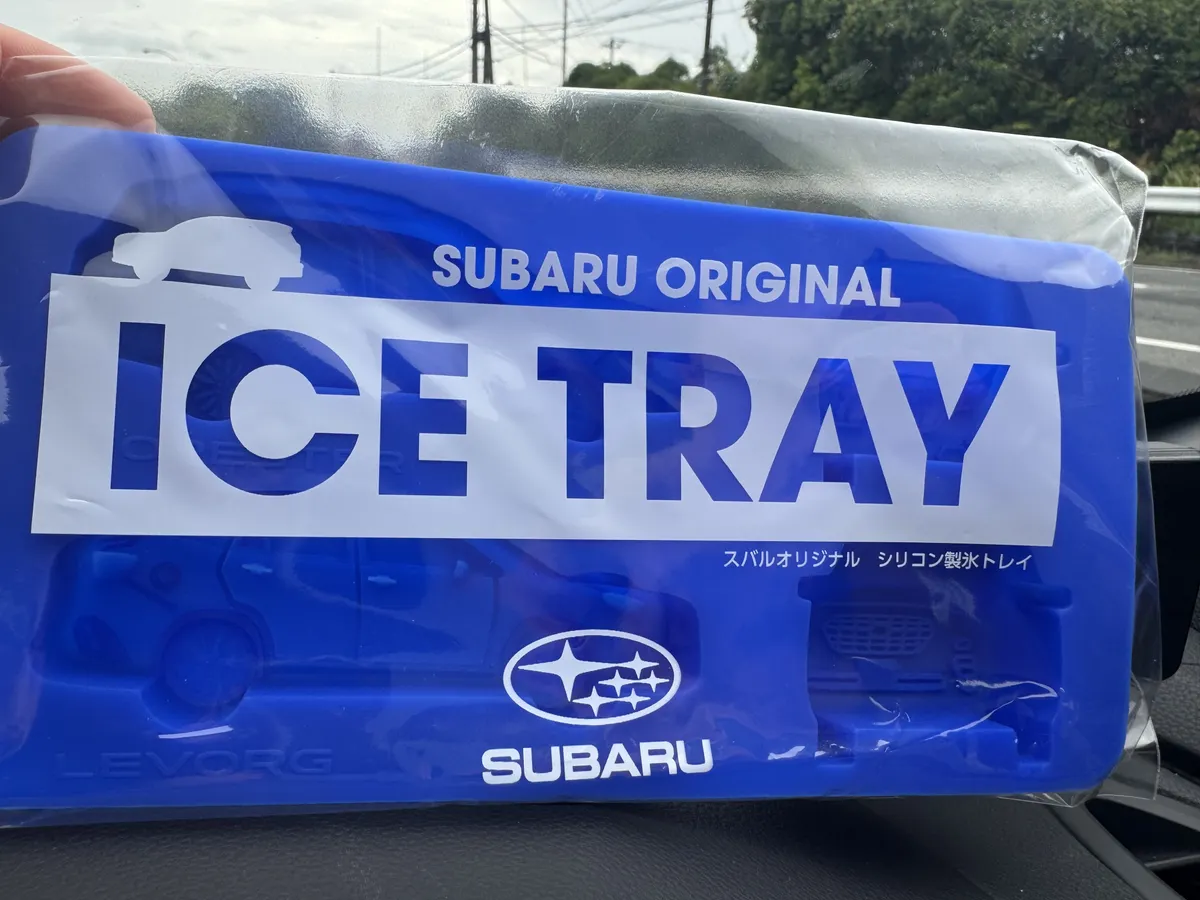 SUBARU ORIGINAL
ICE TRAY
FORESTER
スバルオリジナル シリコン製氷トレイ
SUBARU
LEVORG